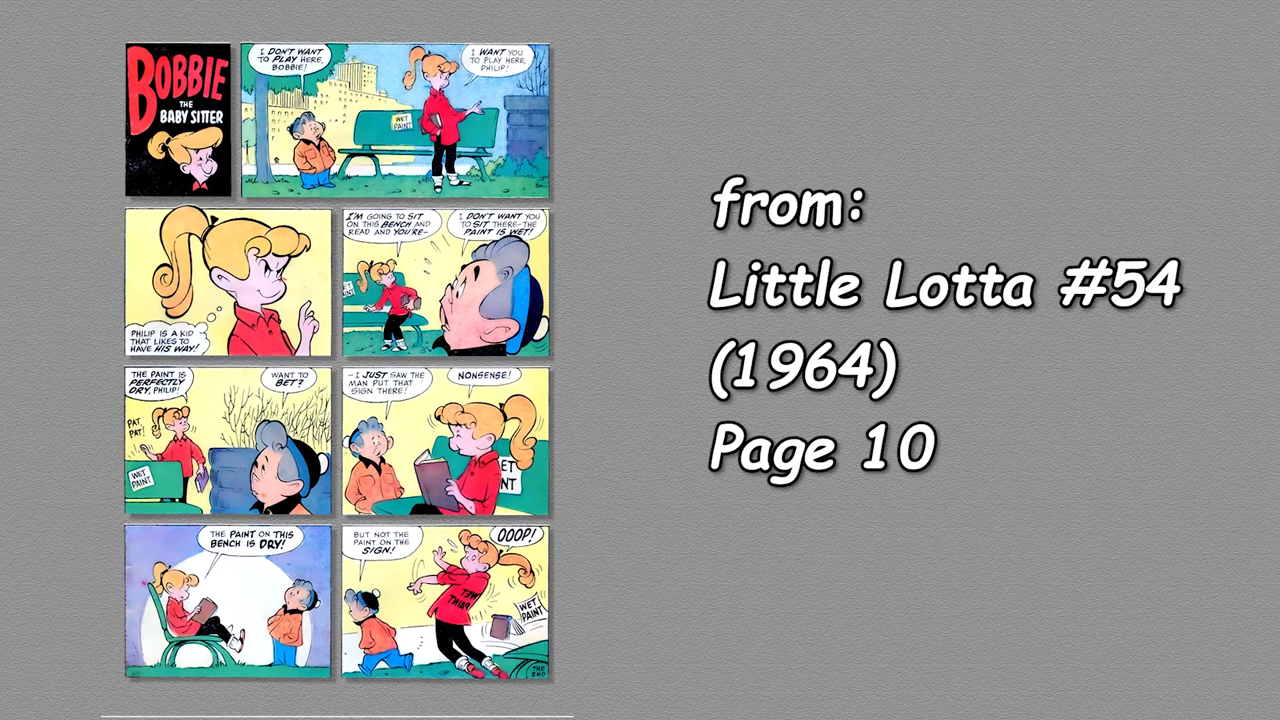 BOBBIE
THE
BABY SITTER
I DON'T WANT
TO PLAY HERE,
BOBBIE!
I WANT YOU
TO PLAY HERE,
PHILIP!
WET
PAINT
PHILIP IS A KID
THAT LIKES TO
HAVE HIS WAY!
I'M GOING TO SIT
ON THIS BENCH AND
READ AND YOU'RE-
I DON'T WANT YOU
TO SIT THERE-THE
PAINT IS WET!
THE PAINT IS
PERFECTLY
DRY, PHILIP!
WANT TO
BET?
PAT,
PAT!
WET
PAINT
-I JUST SAW THE
MAN PUT THAT
SIGN THERE!
NONSENSE!
ET
NT
THE PAINT ON THIS
BENCH IS DRY!
BUT NOT THE
PAINT ON THE
SIGN!
OOOP!
WET
PAINT
WET
PAINT
THE
END
from:
Little Lotta #54
(1964)
Page 10